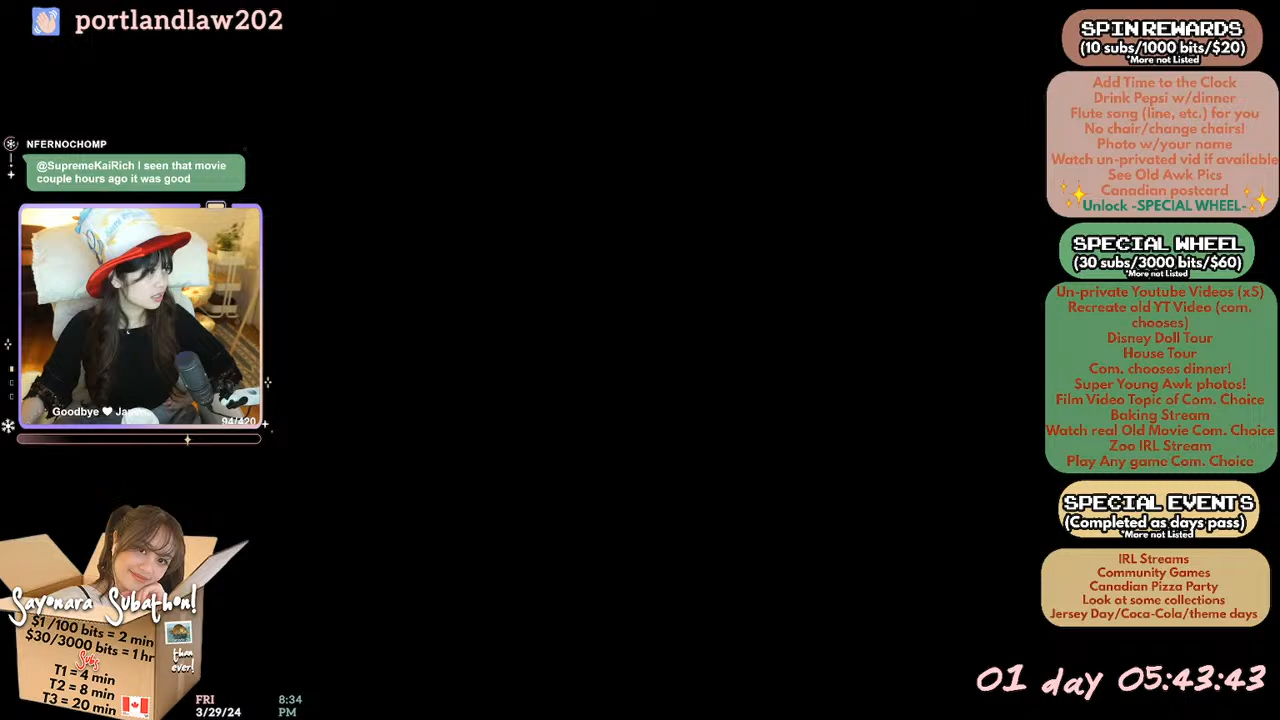 portlandlaw202
NFERNOCHOMP
@SupremeKaiRich I seen that movie
couple hours ago it was good
Goodbye 🤍 Jap
94/420
Sayonara Subathon!
$1 /100 bits = 2 min
$30/3000 bits = 1 hr
Subs
T1 = 4 min
T2 = 8 min
T3 = 20 min
than
ever!
FRI
3/29/24
8:34
PM
SPIN REWARDS
(10 subs/1000 bits/$20)
*More not Listed
Add Time to the Clock
Drink Pepsi w/dinner
Flute song (line, etc.) for you
No chair/change chairs!
Photo w/your name
Watch un-privated vid if available
See Old Awk Pics
Canadian postcard
Unlock -SPECIAL WHEEL-
SPECIAL WHEEL
(30 subs/3000 bits/$60)
*More not Listed
Un-private Youtube Videos (x5)
Recreate old YT Video (com.
chooses)
Disney Doll Tour
House Tour
Com. chooses dinner!
Super Young Awk photos!
Film Video Topic of Com. Choice
Baking Stream
Watch real Old Movie Com. Choice
Zoo IRL Stream
Play Any game Com. Choice
SPECIAL EVENTS
(Completed as days pass)
*More not Listed
IRL Streams
Community Games
Canadian Pizza Party
Look at some collections
Jersey Day/Coca-Cola/theme days
01 day 05:43:43